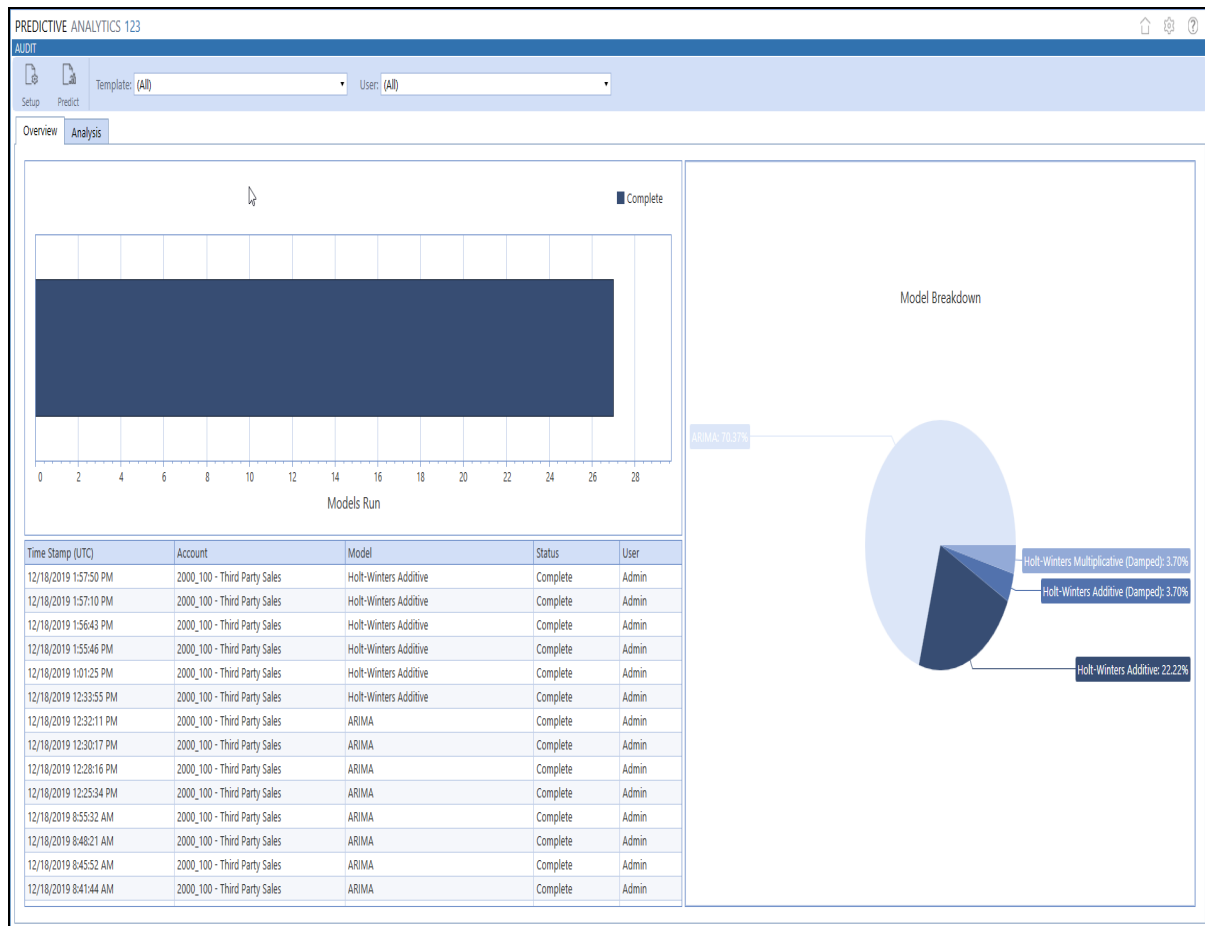 PREDICTIVE ANALYTICS 123
AUDIT
Setup
Predict
Template: (All)
User: (All)
Overview
Analysis
Complete
0 2 4 6 8 10 12 14 16 18 20 22 24 26 28
Models Run
Time Stamp (UTC) Account Model Status User
12/18/2019 1:57:50 PM 2000_100 - Third Party Sales Holt-Winters Additive Complete Admin
12/18/2019 1:57:10 PM 2000_100 - Third Party Sales Holt-Winters Additive Complete Admin
12/18/2019 1:56:43 PM 2000_100 - Third Party Sales Holt-Winters Additive Complete Admin
12/18/2019 1:55:46 PM 2000_100 - Third Party Sales Holt-Winters Additive Complete Admin
12/18/2019 1:01:25 PM 2000_100 - Third Party Sales Holt-Winters Additive Complete Admin
12/18/2019 12:33:55 PM 2000_100 - Third Party Sales Holt-Winters Additive Complete Admin
12/18/2019 12:32:11 PM 2000_100 - Third Party Sales ARIMA Complete Admin
12/18/2019 12:30:17 PM 2000_100 - Third Party Sales ARIMA Complete Admin
12/18/2019 12:28:16 PM 2000_100 - Third Party Sales ARIMA Complete Admin
12/18/2019 12:25:34 PM 2000_100 - Third Party Sales ARIMA Complete Admin
12/18/2019 8:55:32 AM 2000_100 - Third Party Sales ARIMA Complete Admin
12/18/2019 8:48:21 AM 2000_100 - Third Party Sales ARIMA Complete Admin
12/18/2019 8:45:52 AM 2000_100 - Third Party Sales ARIMA Complete Admin
12/18/2019 8:41:44 AM 2000_100 - Third Party Sales ARIMA Complete Admin
Model Breakdown
ARIMA: 70.37%
Holt-Winters Multiplicative (Damped): 3.70%
Holt-Winters Additive (Damped): 3.70%
Holt-Winters Additive: 22.22%